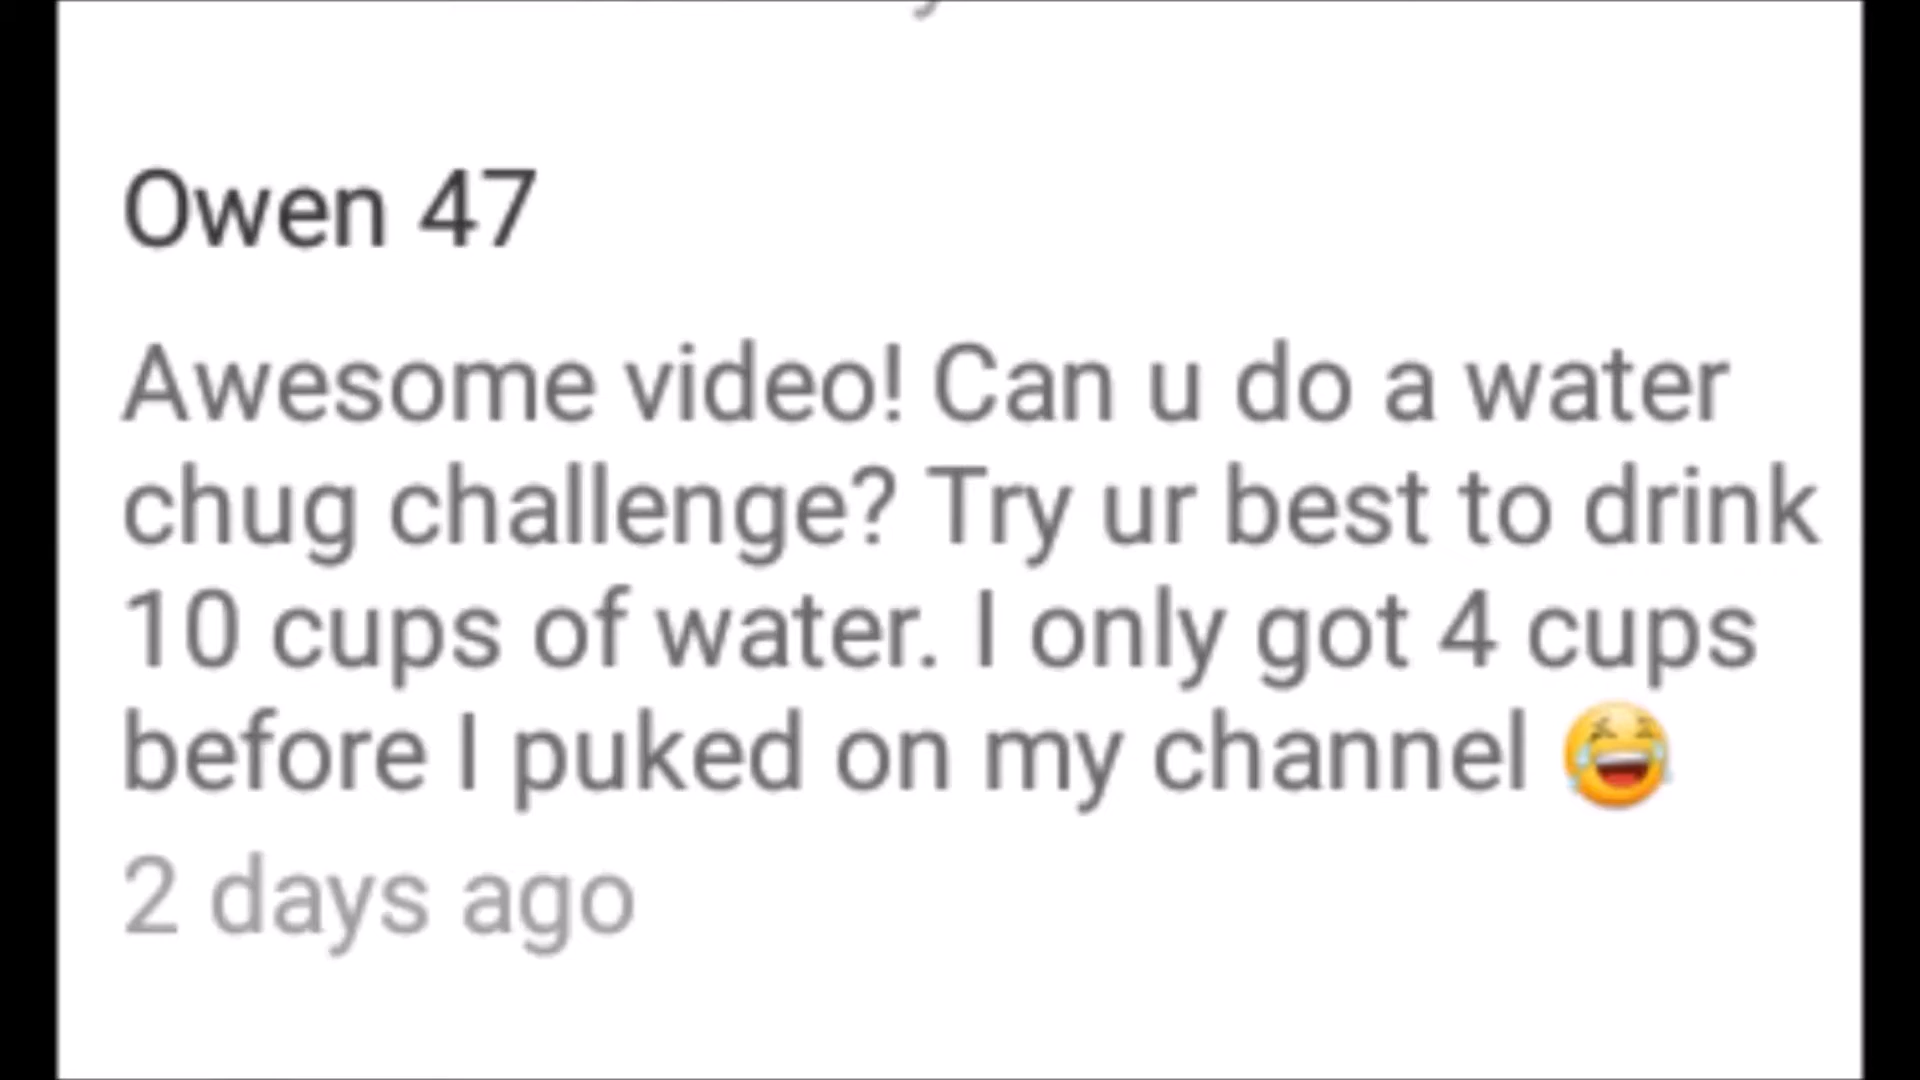 Owen 47
Awesome video! Can u do a water
chug challenge? Try ur best to drink
10 cups of water. I only got 4 cups
before I puked on my channel 😆
2 days ago